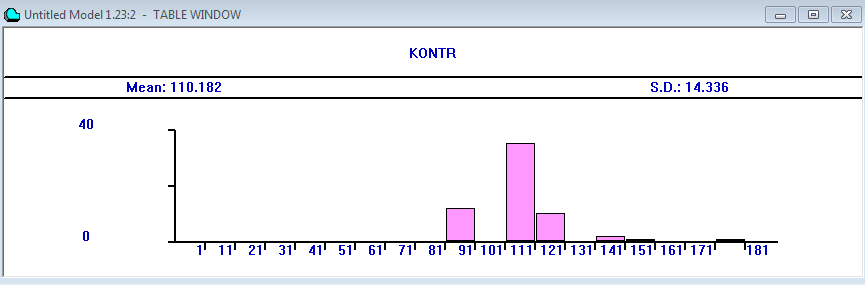 Untitled Model 1.23:2 - TABLE WINDOW
KONTR
Mean: 110.182 S.D.: 14.336
40
0
1 11 21 31 41 51 61 71 81 91 101 111 121 131 141 151 161 171 181